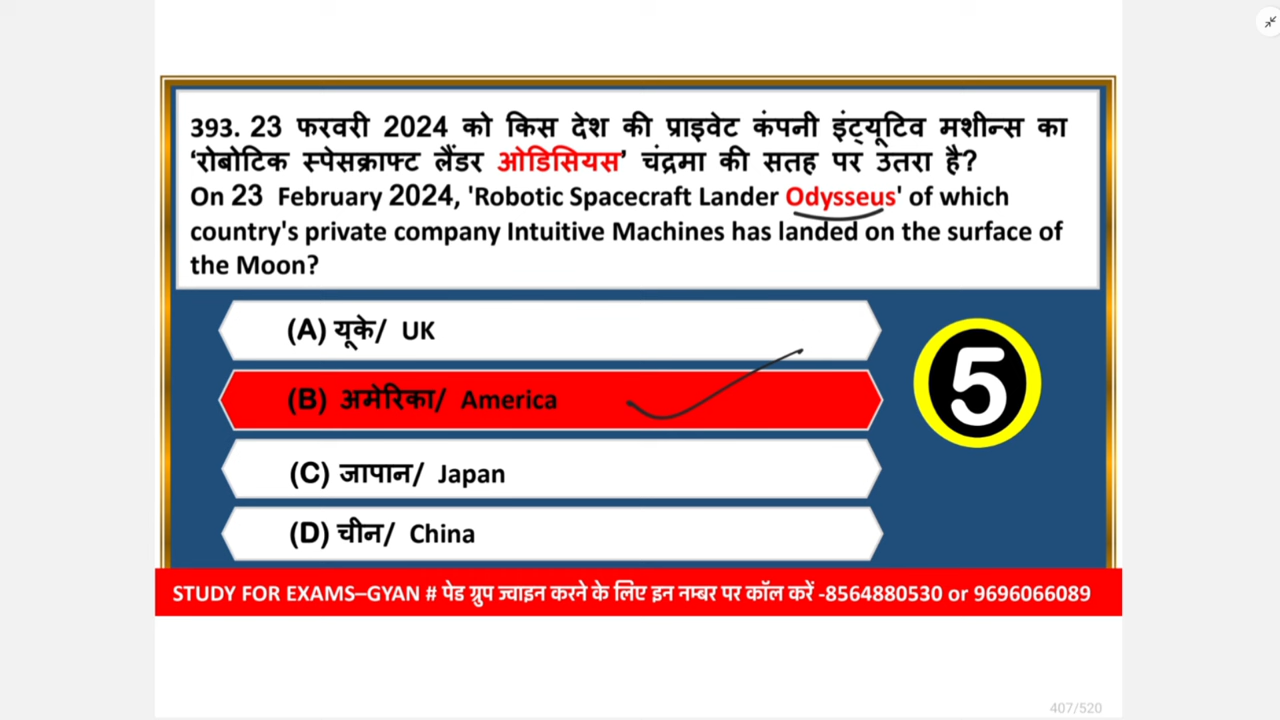 393. 23 फरवरी 2024 को किस देश की प्राइवेट कंपनी इंट्यूटिव मशीन्स का
‘रोबोटिक स्पेसक्राफ्ट लैंडर ओडिसियस’ चंद्रमा की सतह पर उतरा है?
On 23 February 2024, 'Robotic Spacecraft Lander Odysseus' of which
country's private company Intuitive Machines has landed on the surface of
the Moon?
(A) यूके/ UK
(B) अमेरिका/ America
5
(C) जापान/ Japan
(D) चीन/ China
STUDY FOR EXAMS–GYAN # पेड ग्रुप ज्वाइन करने के लिए इन नम्बर पर कॉल करें -8564880530 or 9696066089
407/520